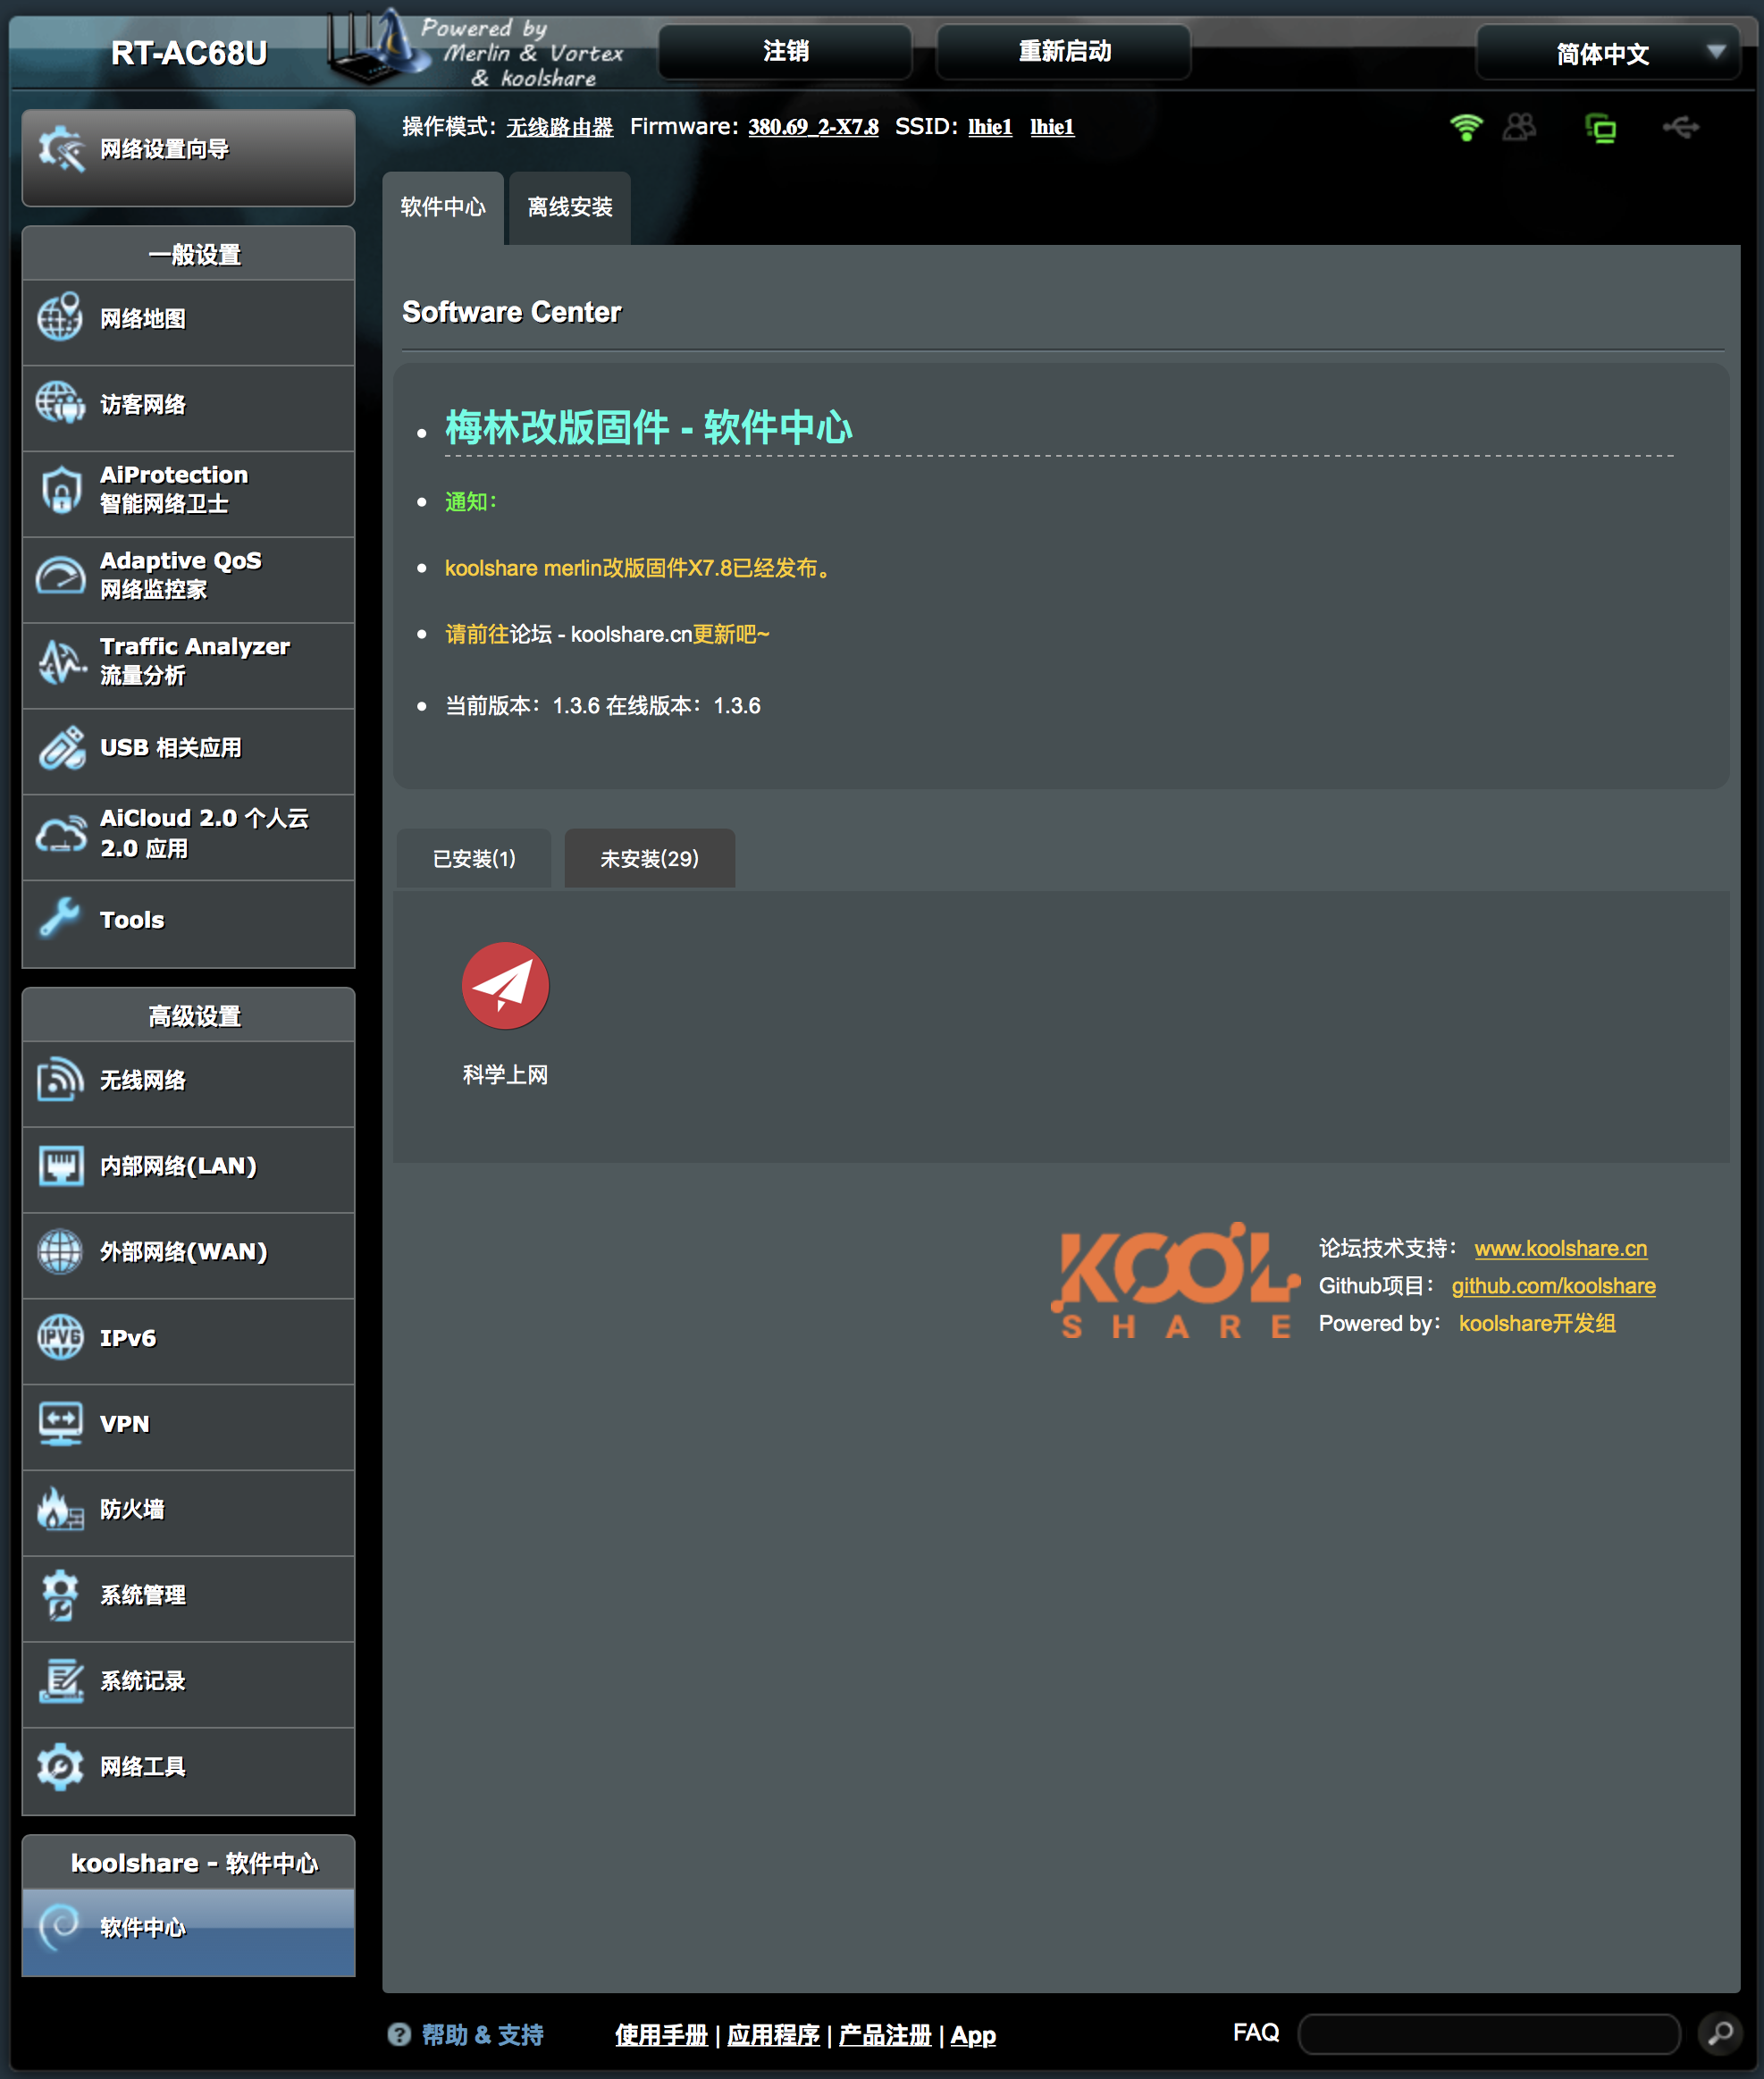 RT-AC68U
Powered by
Merlin & Vortex
& koolshare
注销
重新启动
简体中文
操作模式: 无线路由器 Firmware: 380.69_2-X7.8 SSID: lhie1 lhie1
网络设置向导
一般设置
网络地图
访客网络
AiProtection
智能网络卫士
Adaptive QoS
网络监控家
Traffic Analyzer
流量分析
USB 相关应用
AiCloud 2.0 个人云
2.0 应用
Tools
高级设置
无线网络
内部网络(LAN)
外部网络(WAN)
IPV6
IPv6
VPN
防火墙
系统管理
系统记录
网络工具
koolshare - 软件中心
软件中心
软件中心
离线安装
Software Center
梅林改版固件 - 软件中心
通知：
koolshare merlin改版固件X7.8已经发布。
请前往论坛 - koolshare.cn更新吧~
当前版本：1.3.6 在线版本：1.3.6
已安装(1)
未安装(29)
科学上网
KOOL
SHARE
论坛技术支持： www.koolshare.cn
Github项目： github.com/koolshare
Powered by： koolshare开发组
? 帮助 & 支持
使用手册 | 应用程序 | 产品注册 | App
FAQ